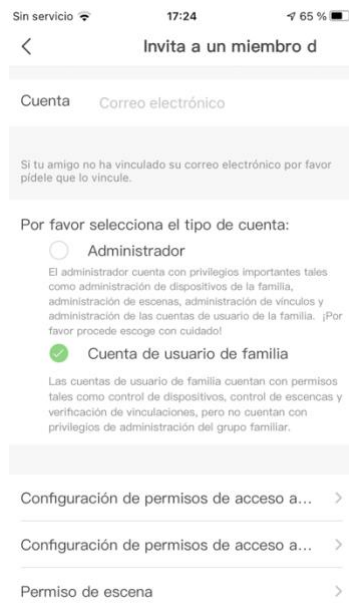 Sin servicio 17:24 65 %
Invita a un miembro d
Cuenta Correo electrónico
Si tu amigo no ha vinculado su correo electrónico por favor
pídele que lo vincule.
Por favor selecciona el tipo de cuenta:
Administrador
El administrador cuenta con privilegios importantes tales
como administración de dispositivos de la familia,
administración de escenas, administración de vínculos y
administración de las cuentas de usuario de la familia. ¡Por
favor procede escoge con cuidado!
Cuenta de usuario de familia
Las cuentas de usuario de familia cuentan con permisos
tales como control de dispositivos, control de escencas y
verificación de vinculaciones, pero no cuentan con
privilegios de administración del grupo familiar.
Configuración de permisos de acceso a...
Configuración de permisos de acceso a...
Permiso de escena